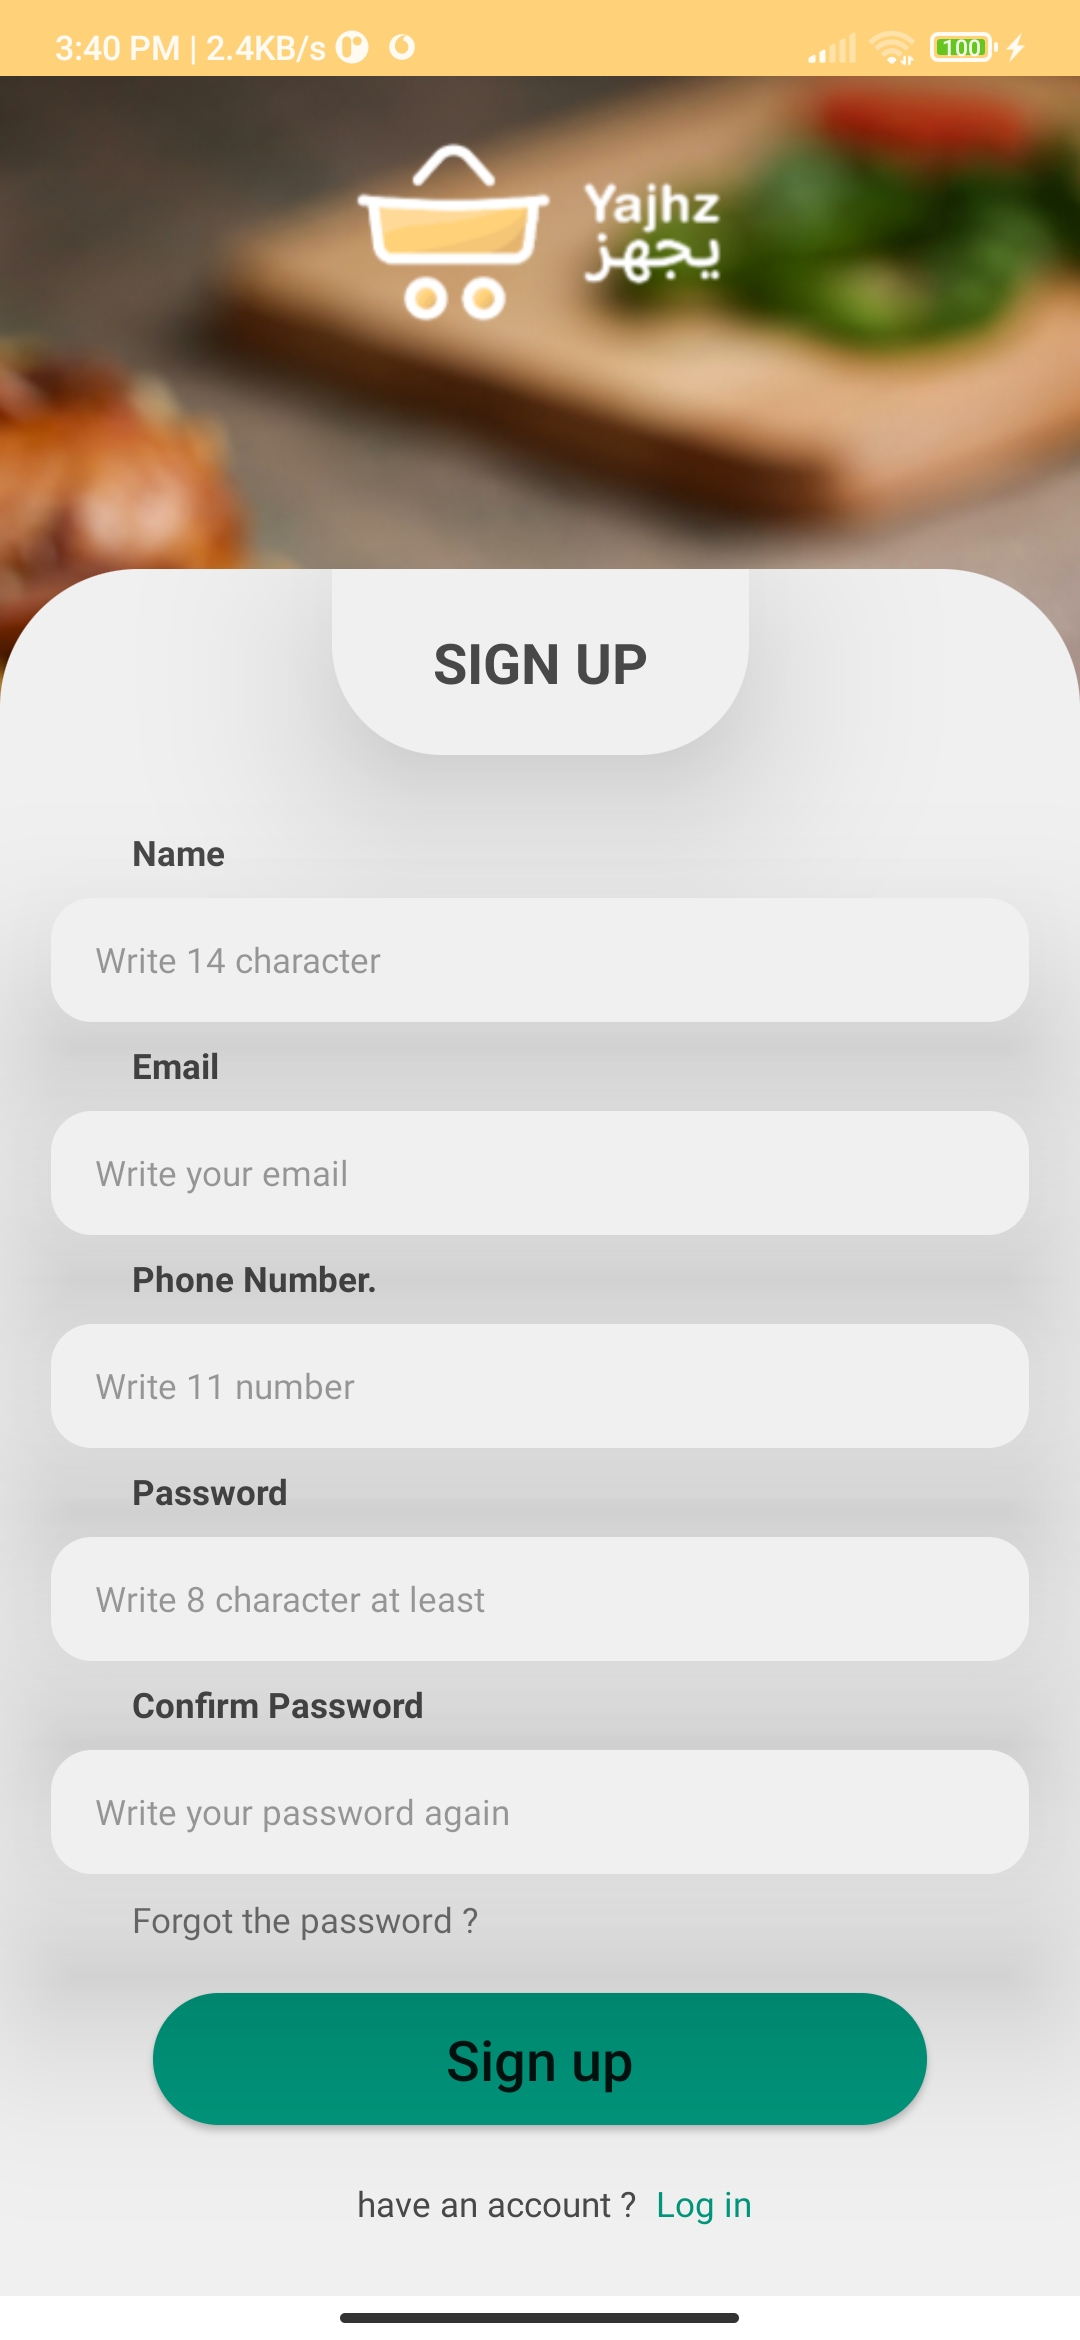 3:40 PM | 2.4KB/s
100
Yajhz
يجهز
SIGN UP
Name
Write 14 character
Email
Write your email
Phone Number.
Write 11 number
Password
Write 8 character at least
Confirm Password
Write your password again
Forgot the password ?
Sign up
have an account ? Log in